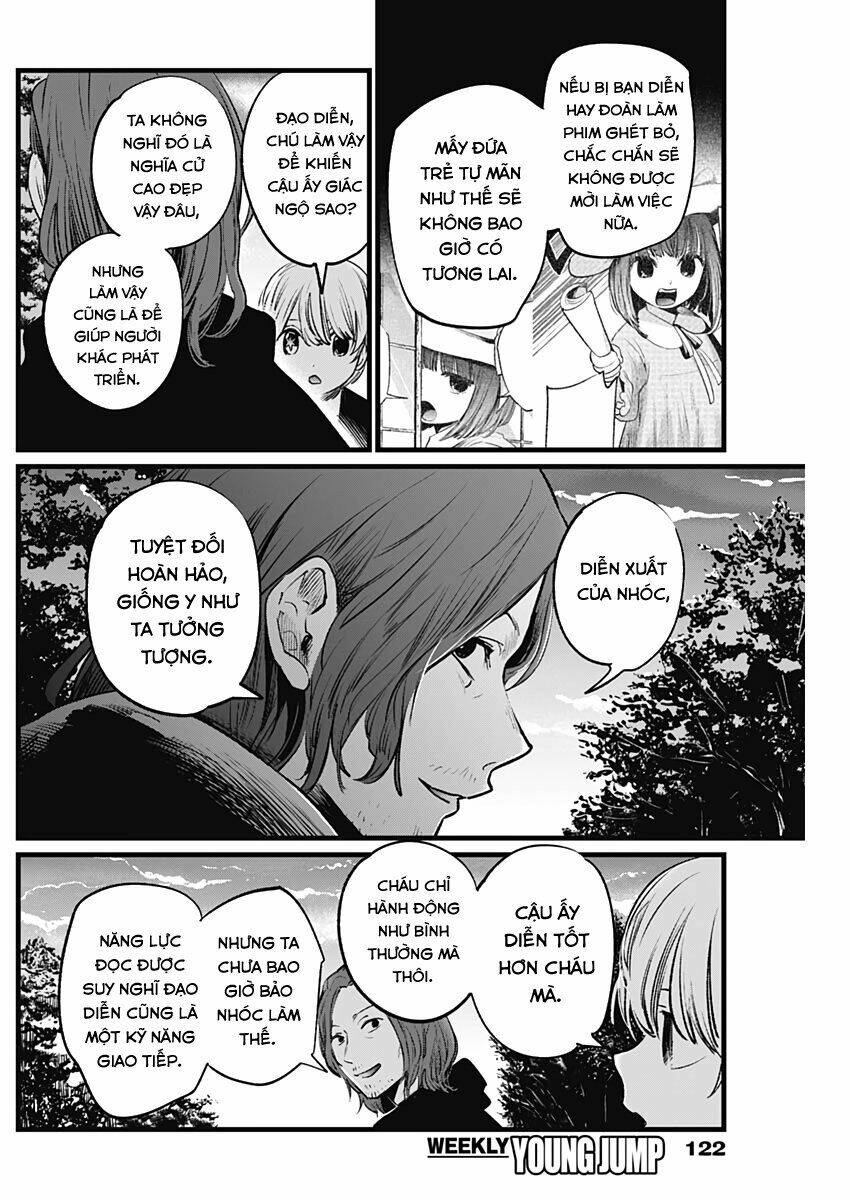 NẾU BỊ BẠN DIỄN
HAY ĐOÀN LÀM
PHIM GHÉT BỎ,
CHẮC CHẮN SẼ
KHÔNG ĐƯỢC
MỜI LÀM VIỆC
NỮA.
MẤY ĐỨA
TRẺ TỰ MÃN
NHƯ THẾ SẼ
KHÔNG BAO
GIỜ CÓ
TƯƠNG LAI.
ĐẠO DIỄN,
CHÚ LÀM VẬY
ĐỂ KHIẾN
CẬU ẤY GIÁC
NGỘ SAO?
TA KHÔNG
NGHĨ ĐÓ LÀ
NGHĨA CỬ
CAO ĐẸP
VẬY ĐÂU,
NHƯNG
LÀM VẬY
CŨNG LÀ ĐỂ
GIÚP NGƯỜI
KHÁC PHÁT
TRIỂN.
DIỄN XUẤT
CỦA NHÓC,
TUYỆT ĐỐI
HOÀN HẢO,
GIỐNG Y NHƯ
TA TƯỞNG
TƯỢNG.
CẬU ẤY
DIỄN TỐT
HƠN CHÁU
MÀ.
CHÁU CHỈ
HÀNH ĐỘNG
NHƯ BÌNH
THƯỜNG MÀ
THÔI.
NHƯNG TA
CHƯA BAO
GIỜ BẢO
NHÓC LÀM
THẾ.
NĂNG LỰC
ĐỌC ĐƯỢC
SUY NGHĨ ĐẠO
DIỄN CŨNG LÀ
MỘT KỸ NĂNG
GIAO TIẾP.
WEEKLY YOUNG JUMP 122